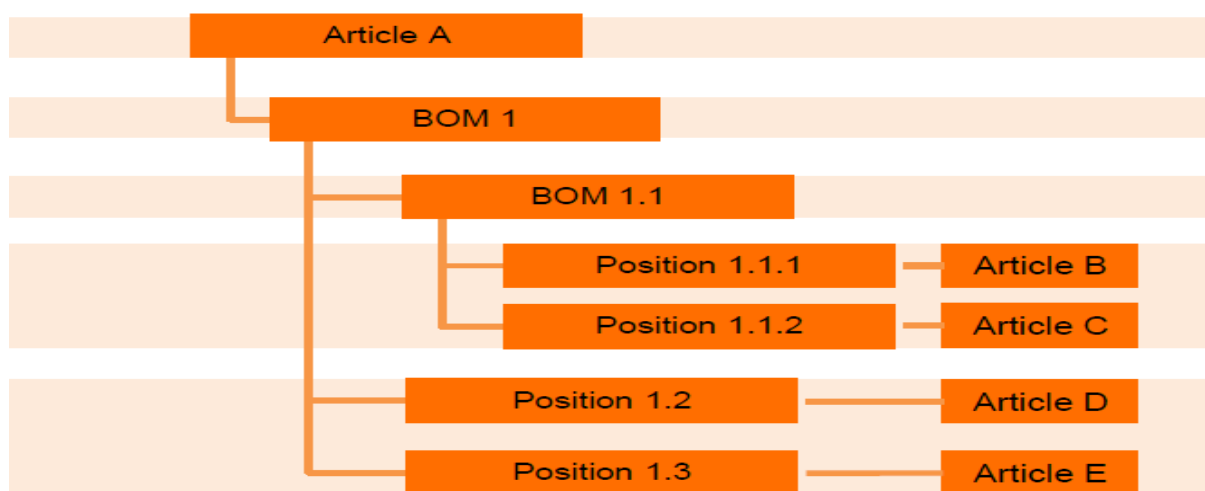 Article A
BOM 1
BOM 1.1
Position 1.1.1 Article B
Position 1.1.2 Article C
Position 1.2 Article D
Position 1.3 Article E